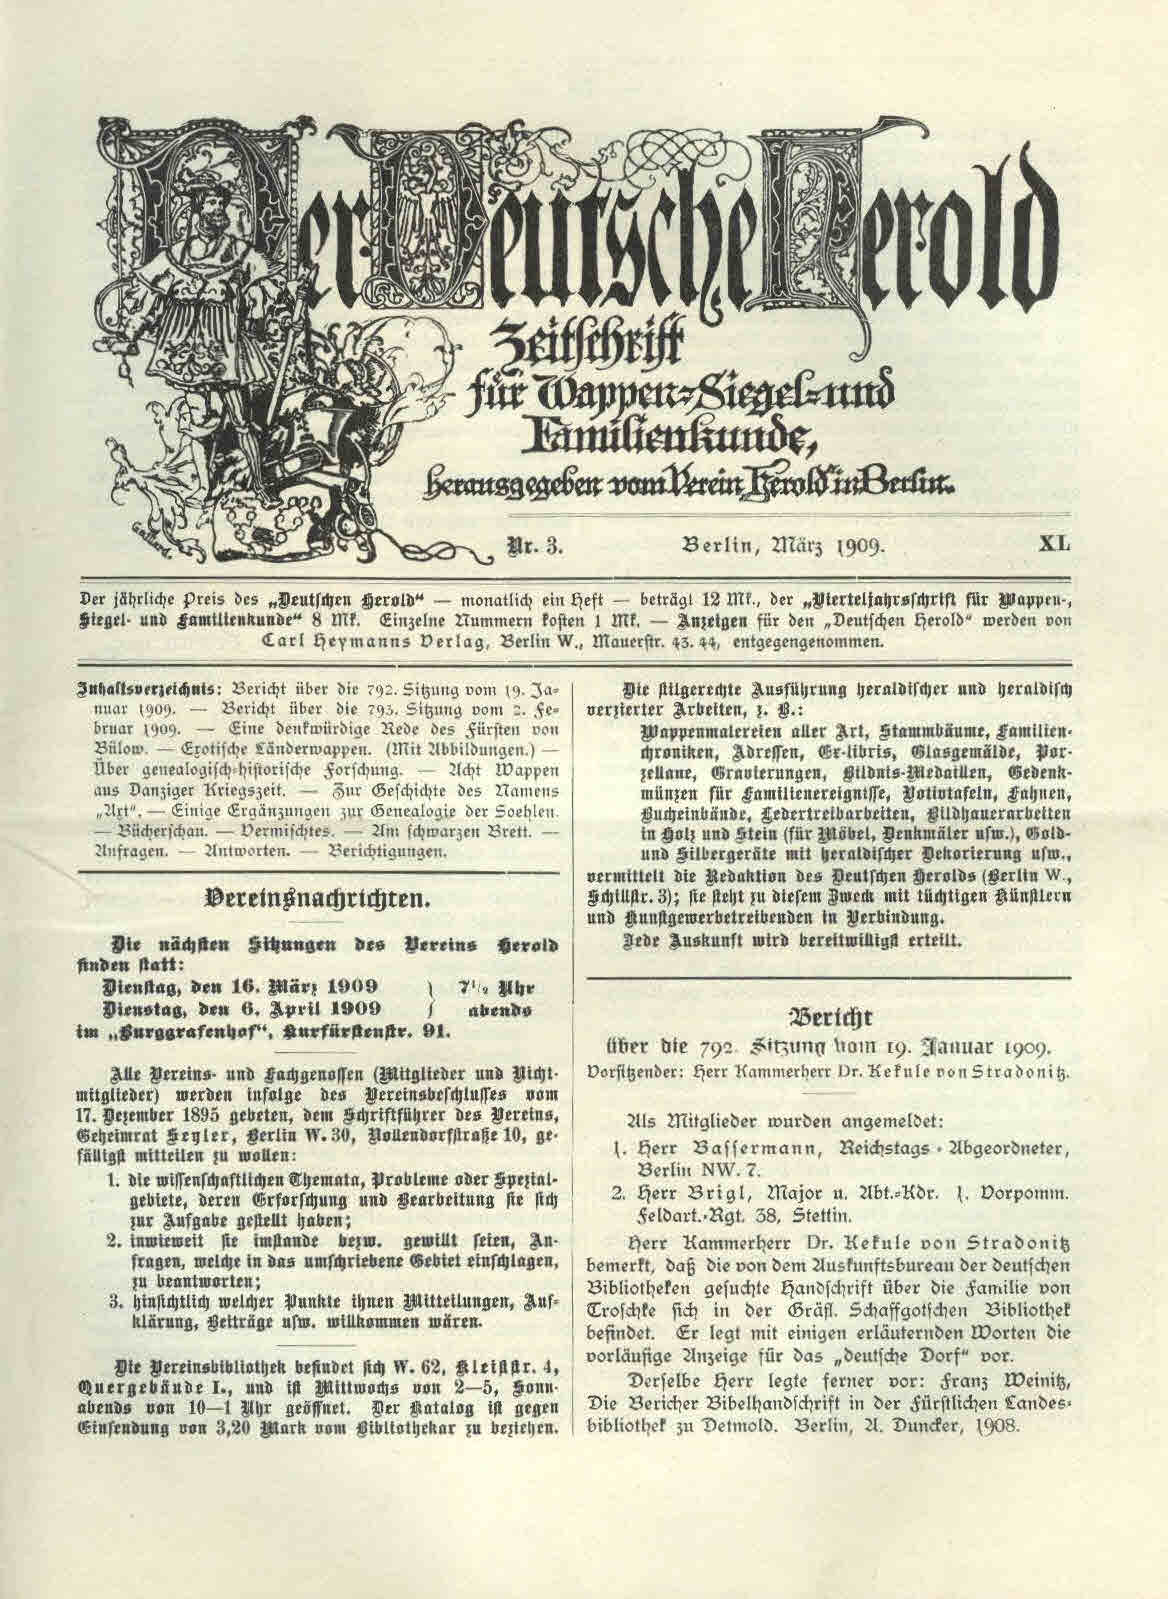 Der Deutsche Herold
Zeitschrift
für Wappen-Siegel-und
Familienkunde,
herausgegeben vom Verein Herold in Berlin.
Gallhard.
Nr. 3.
Berlin, März 1909.
XL
Der jährliche Preis des „Deutschen Herold“ — monatlich ein Heft — beträgt 12 Mk., der „Vierteljahrsschrift für Wappen-,
Siegel- und Familienkunde“ 8 Mk. Einzelne Nummern kosten 1 Mk. — Anzeigen für den „Deutschen Herold“ werden von
Carl Heymanns Verlag, Berlin W., Mauerstr. 43. 44, entgegengenommen.
Inhaltsverzeichnis: Bericht über die 792. Sitzung vom 19. Ja-
nuar 1909. — Bericht über die 793. Sitzung vom 2. Fe-
bruar 1909. — Eine denkwürdige Rede des Fürsten von
Bülow. — Exotische Länderwappen. (Mit Abbildungen.) —
Über genealogisch-historische Forschung. — Acht Wappen
aus Danziger Kriegszeit. — Zur Geschichte des Namens
„Art“. — Einige Ergänzungen zur Genealogie der Soehlen.
— Bücherschau. — Vermischtes. — Am schwarzen Brett. —
Anfragen. — Antworten. — Berichtigungen.
Vereinsnachrichten.
Die nächsten Sitzungen des Vereins Herold
finden statt:
Dienstag, den 16. März 1909 } 7½ Uhr
Dienstag, den 6. April 1909 } abends
im „Burggrafenhof“, Kurfürstenstr. 91.
Alle Vereins- und Fachgenossen (Mitglieder und Nicht-
mitglieder) werden infolge des Vereinsbeschlusses vom
17. Dezember 1895 gebeten, dem Schriftführer des Vereins,
Geheimrat Seyler, Berlin W. 30, Nollendorfstraße 10, ge-
fälligst mitteilen zu wollen:
1. die wissenschaftlichen Themata, Probleme oder Spezial-
gebiete, deren Erforschung und Bearbeitung sie sich
zur Aufgabe gestellt haben;
2. inwieweit sie imstande bezw. gewillt seien, An-
fragen, welche in das umschriebene Gebiet einschlagen,
zu beantworten;
3. hinsichtlich welcher Punkte ihnen Mitteilungen, Auf-
klärung, Beiträge usw. willkommen wären.
Die Vereinsbibliothek befindet sich W. 62, Kleiststr. 4,
Quergebäude I., und ist Mittwochs von 2—5, Sonn-
abends von 10—1 Uhr geöffnet. Der Katalog ist gegen
Einsendung von 3,20 Mark vom Bibliothekar zu beziehen.
Die stilgerechte Ausführung heraldischer und heraldisch
verzierter Arbeiten, z. B.:
Wappenmalereien aller Art, Stammbäume, Familien-
chroniken, Adressen, Ex-libris, Glasgemälde, Por-
zellane, Gravierungen, Bildnis-Medaillen, Gedenk-
münzen für Familienereignisse, Votivtafeln, Fahnen,
Bucheinbände, Ledertreibarbeiten, Bildhauerarbeiten
in Holz und Stein (für Möbel, Denkmäler usw.), Gold-
und Silbergeräte mit heraldischer Dekorierung usw.,
vermittelt die Redaktion des Deutschen Herolds (Berlin W.,
Schillstr. 3); sie steht zu diesem Zweck mit tüchtigen Künstlern
und Kunstgewerbetreibenden in Verbindung.
Jede Auskunft wird bereitwilligst erteilt.
Bericht
über die 792. Sitzung vom 19. Januar 1909.
Vorsitzender: Herr Kammerherr Dr. Kekule von Stradonitz.
Als Mitglieder wurden angemeldet:
1. Herr Bassermann, Reichstags-Abgeordneter,
Berlin NW. 7.
2. Herr Brigl, Major u. Abt.-Kdr. 1. Vorpomm.
Feldart.-Rgt. 38, Stettin.
Herr Kammerherr Dr. Kekule von Stradonitz
bemerkt, daß die von dem Auskunftsbureau der deutschen
Bibliotheken gesuchte Handschrift über die Familie von
Troschke sich in der Gräfl. Schaffgotschen Bibliothek
befindet. Er legt mit einigen erläuternden Worten die
vorläufige Anzeige für das „deutsche Dorf“ vor.
Derselbe Herr legte ferner vor: Franz Weinitz,
Die Bericher Bibelhandschrift in der Fürstlichen Landes-
bibliothek zu Detmold. Berlin, A. Duncker, 1908.